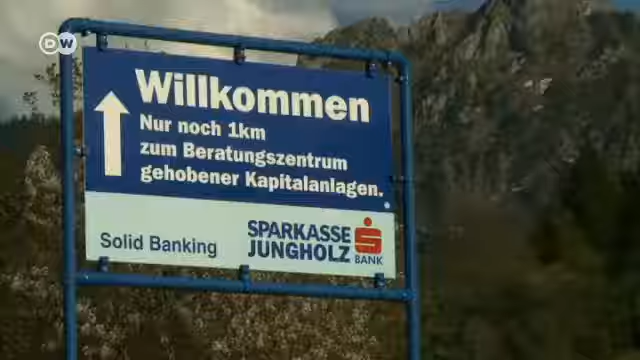 DW
Willkommen
Nur noch 1km
zum Beratungszentrum
gehobener Kapitalanlagen.
Solid Banking
SPARKASSE
JUNGHOLZ
BANK